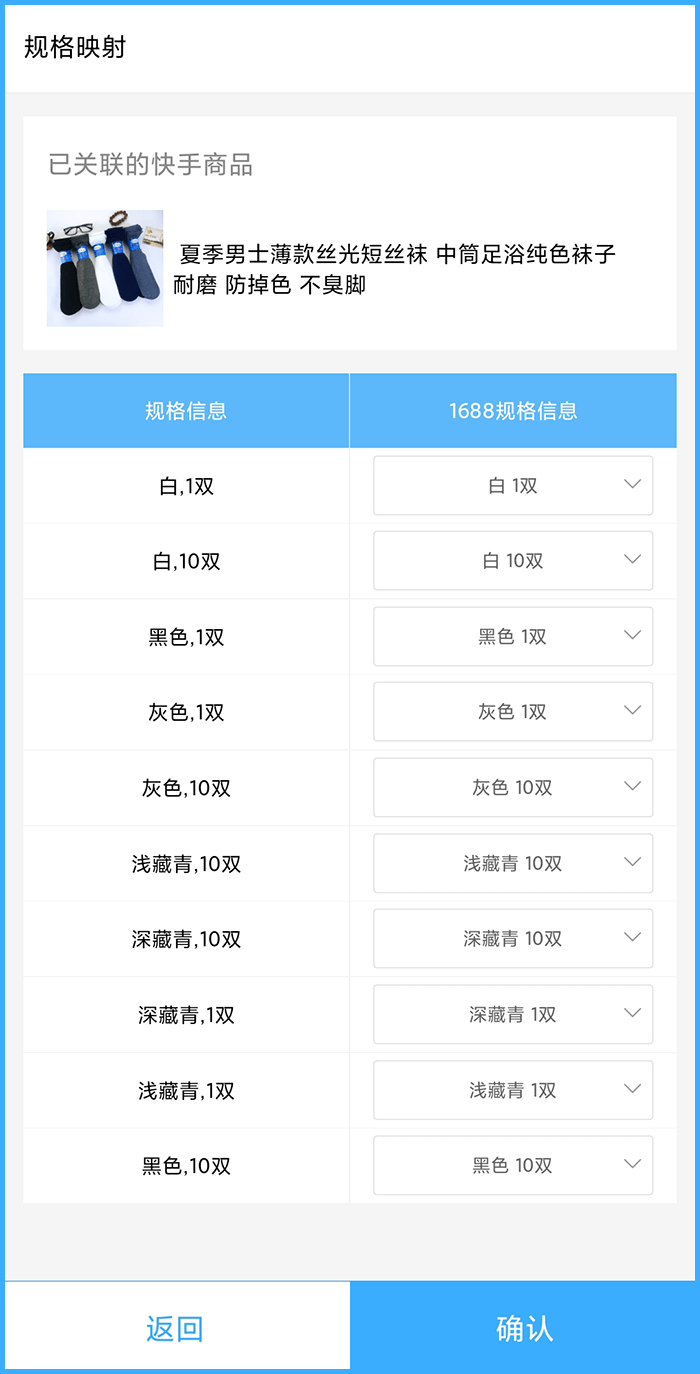 规格映射
已关联的快手商品
夏季男士薄款丝光短丝袜 中筒足浴纯色袜子
耐磨 防掉色 不臭脚
规格信息 1688规格信息
白,1双 白 1双
白,10双 白 10双
黑色,1双 黑色 1双
灰色,1双 灰色 1双
灰色,10双 灰色 10双
浅藏青,10双 浅藏青 10双
深藏青,10双 深藏青 10双
深藏青,1双 深藏青 1双
浅藏青,1双 浅藏青 1双
黑色,10双 黑色 10双
返回 确认